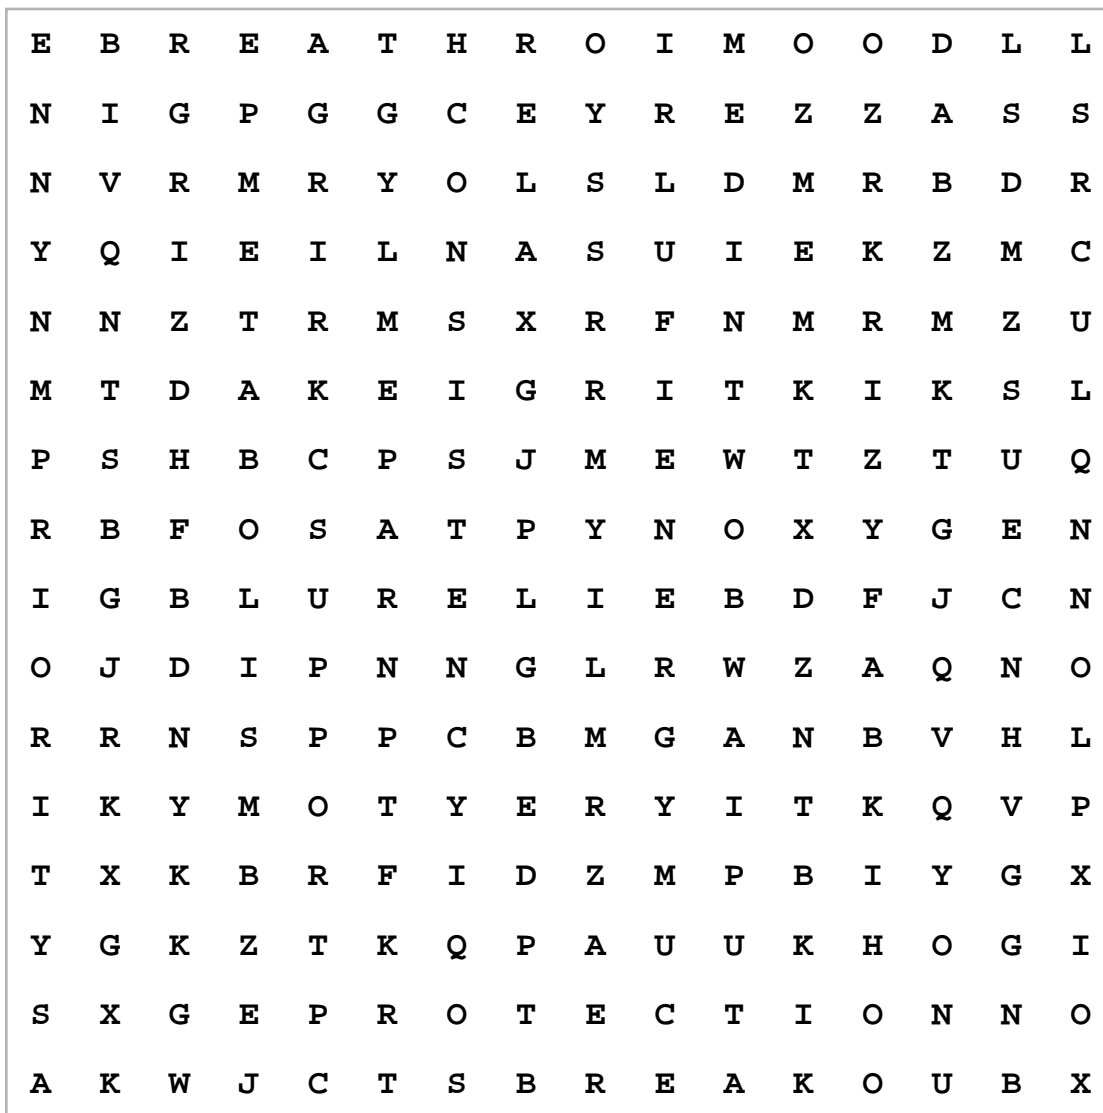 E B R E A T H R O I M O O D L L
N I G P G G C E Y R E Z Z A S S
N V R M R Y O L S L D M R B D R
Y Q I E I L N A S U I E K Z M C
N N Z T R M S X R F N M R M Z U
M T D A K E I G R I T K I K S L
P S H B C P S J M E W T Z T U Q
R B F O S A T P Y N O X Y G E N
I G B L U R E L I E B D F J C N
O J D I P N N G L R W Z A Q N O
R R N S P P C B M G A N B V H L
I K Y M O T Y E R Y I T K Q V P
T X K B R F I D Z M P B I Y G X
Y G K Z T K Q P A U U K H O G I
S X G E P R O T E C T I O N N O
A K W J C T S B R E A K O U B X